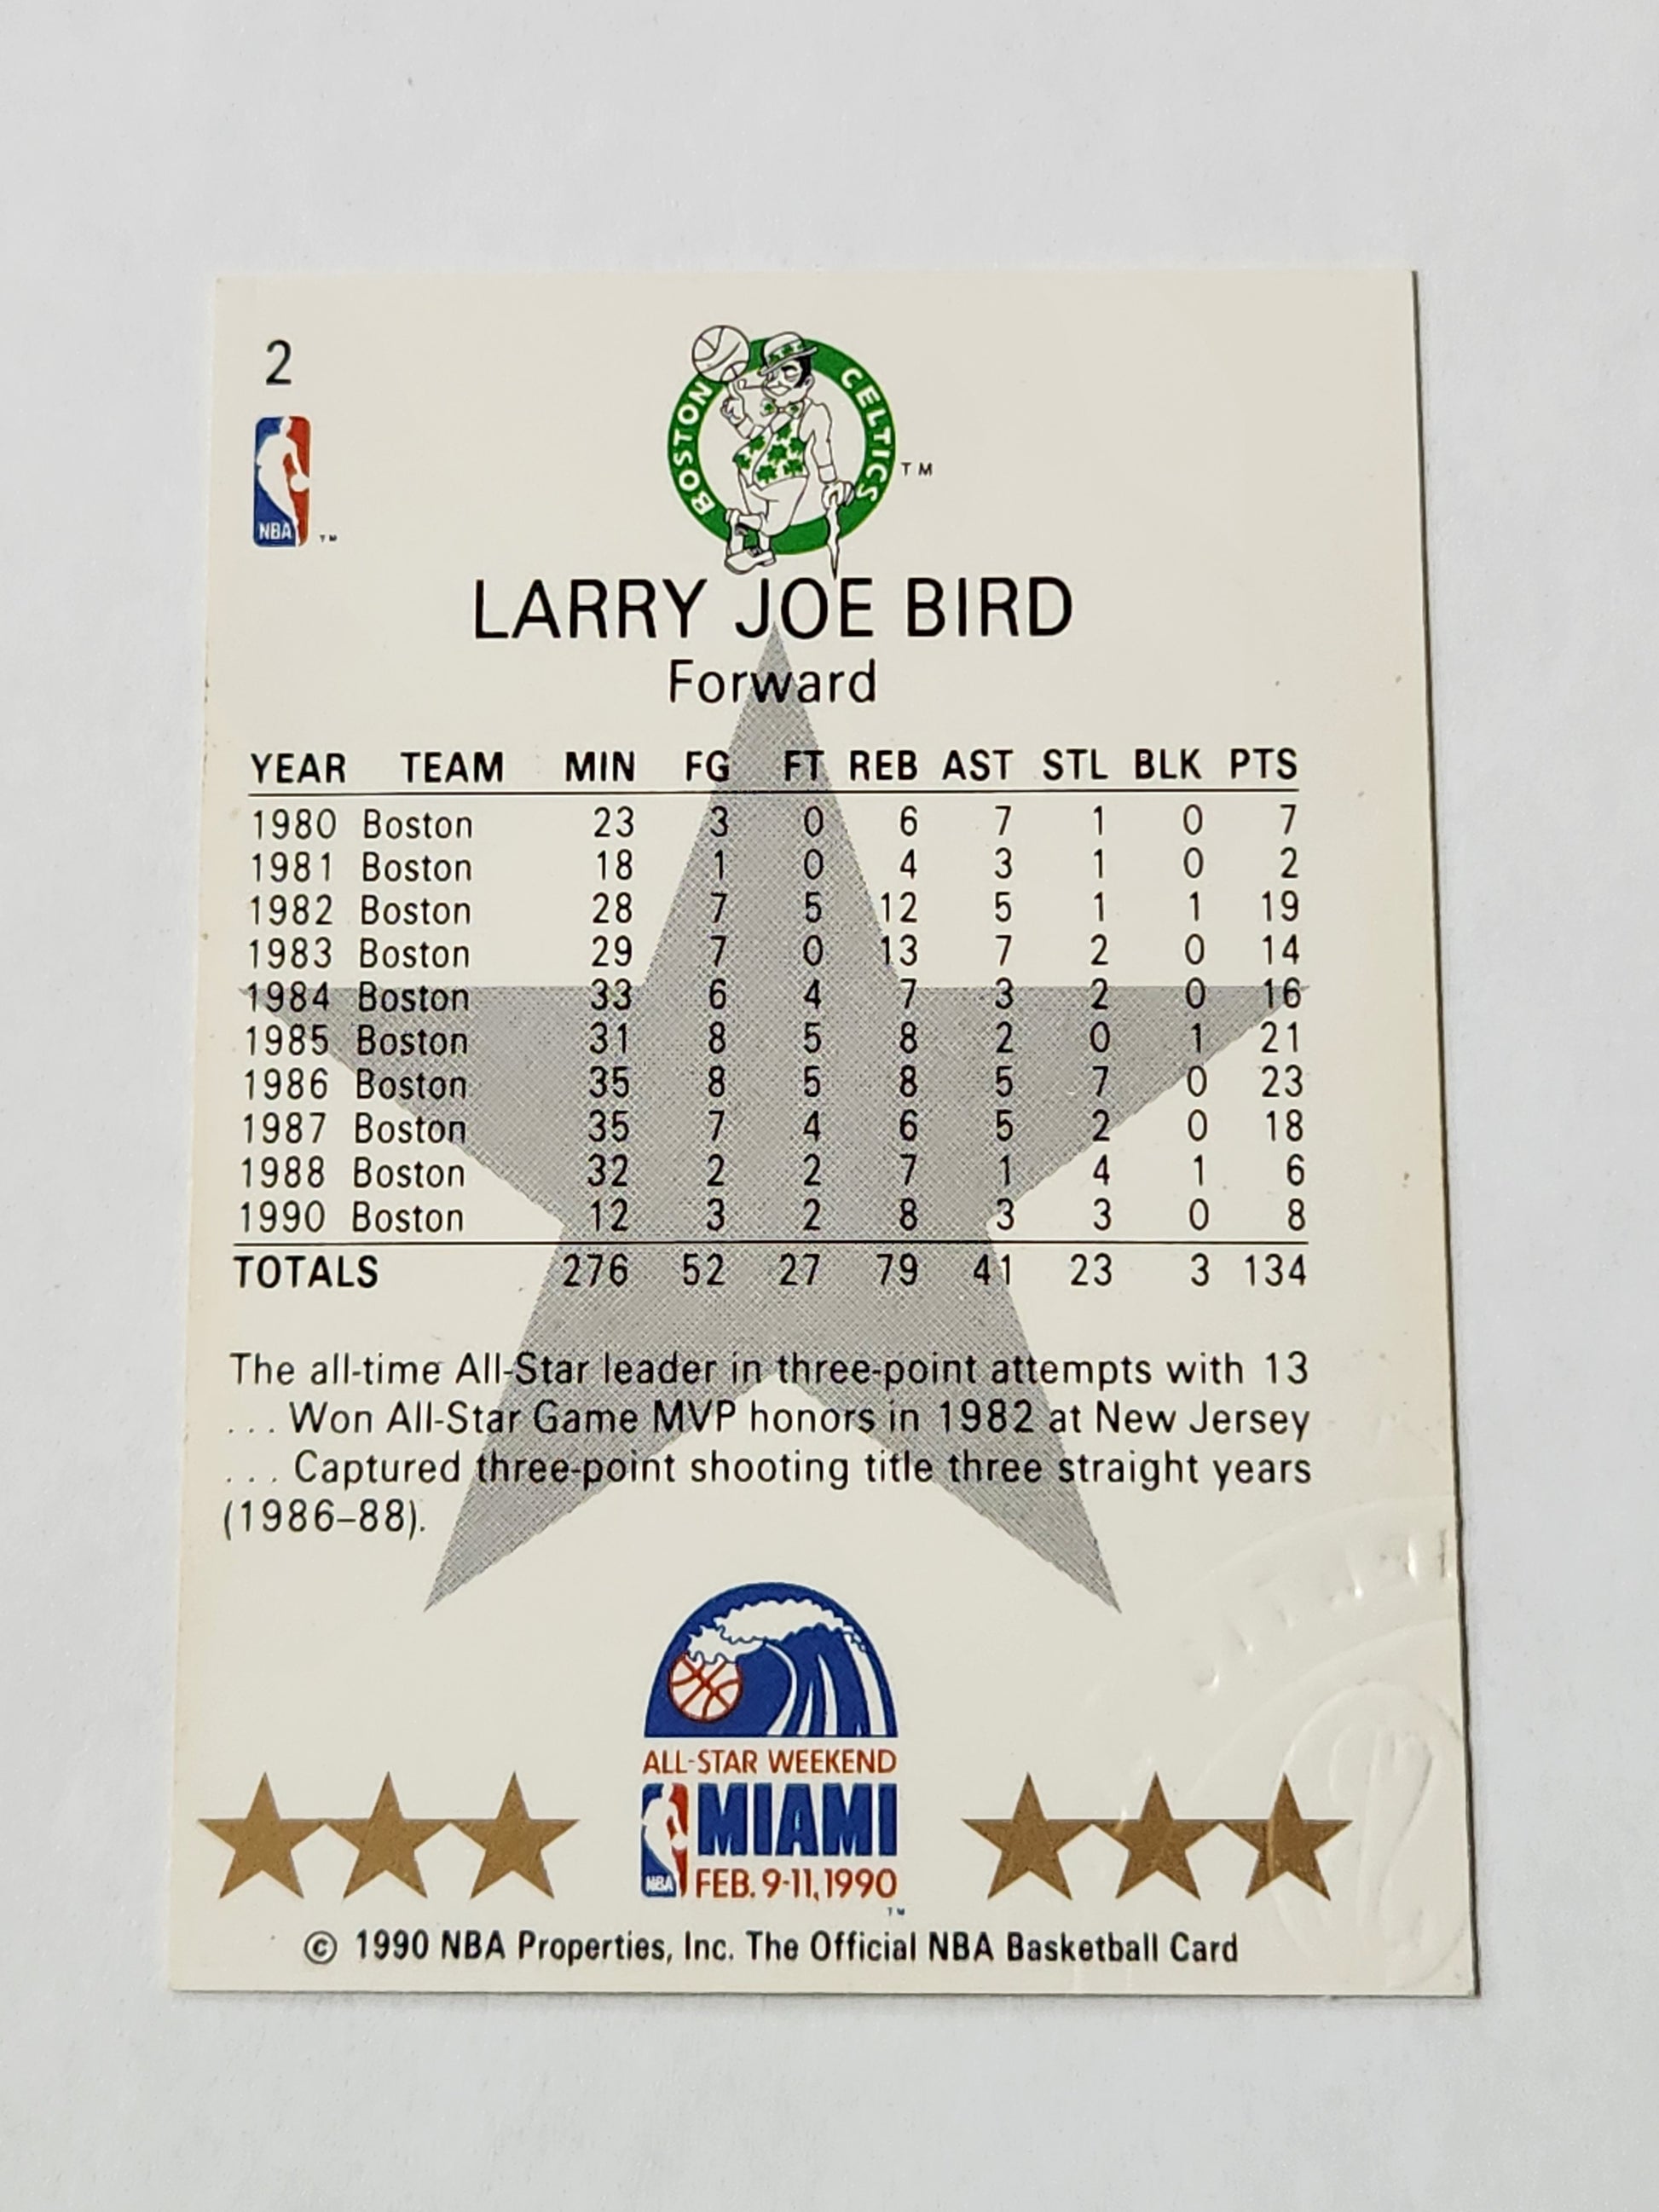 2
BOSTON CELTICS
TM
NBA
TM
LARRY JOE BIRD
Forward
YEAR TEAM MIN FG FT REB AST STL BLK PTS
1980 Boston 23 3 0 6 7 1 0 7
1981 Boston 18 1 0 4 3 1 0 2
1982 Boston 28 7 5 12 5 1 1 19
1983 Boston 29 7 0 13 7 2 0 14
1984 Boston 33 6 4 7 3 2 0 16
1985 Boston 31 8 5 8 2 0 1 21
1986 Boston 35 8 5 8 5 7 0 23
1987 Boston 35 7 4 6 5 2 0 18
1988 Boston 32 2 2 7 1 4 1 6
1990 Boston 12 3 2 8 3 3 0 8
TOTALS 276 52 27 79 41 23 3 134
The all-time All-Star leader in three-point attempts with 13
... Won All-Star Game MVP honors in 1982 at New Jersey
... Captured three-point shooting title three straight years
(1986–88).
ALL-STAR WEEKEND
NBA MIAMI
FEB. 9-11, 1990
TM
© 1990 NBA Properties, Inc. The Official NBA Basketball Card